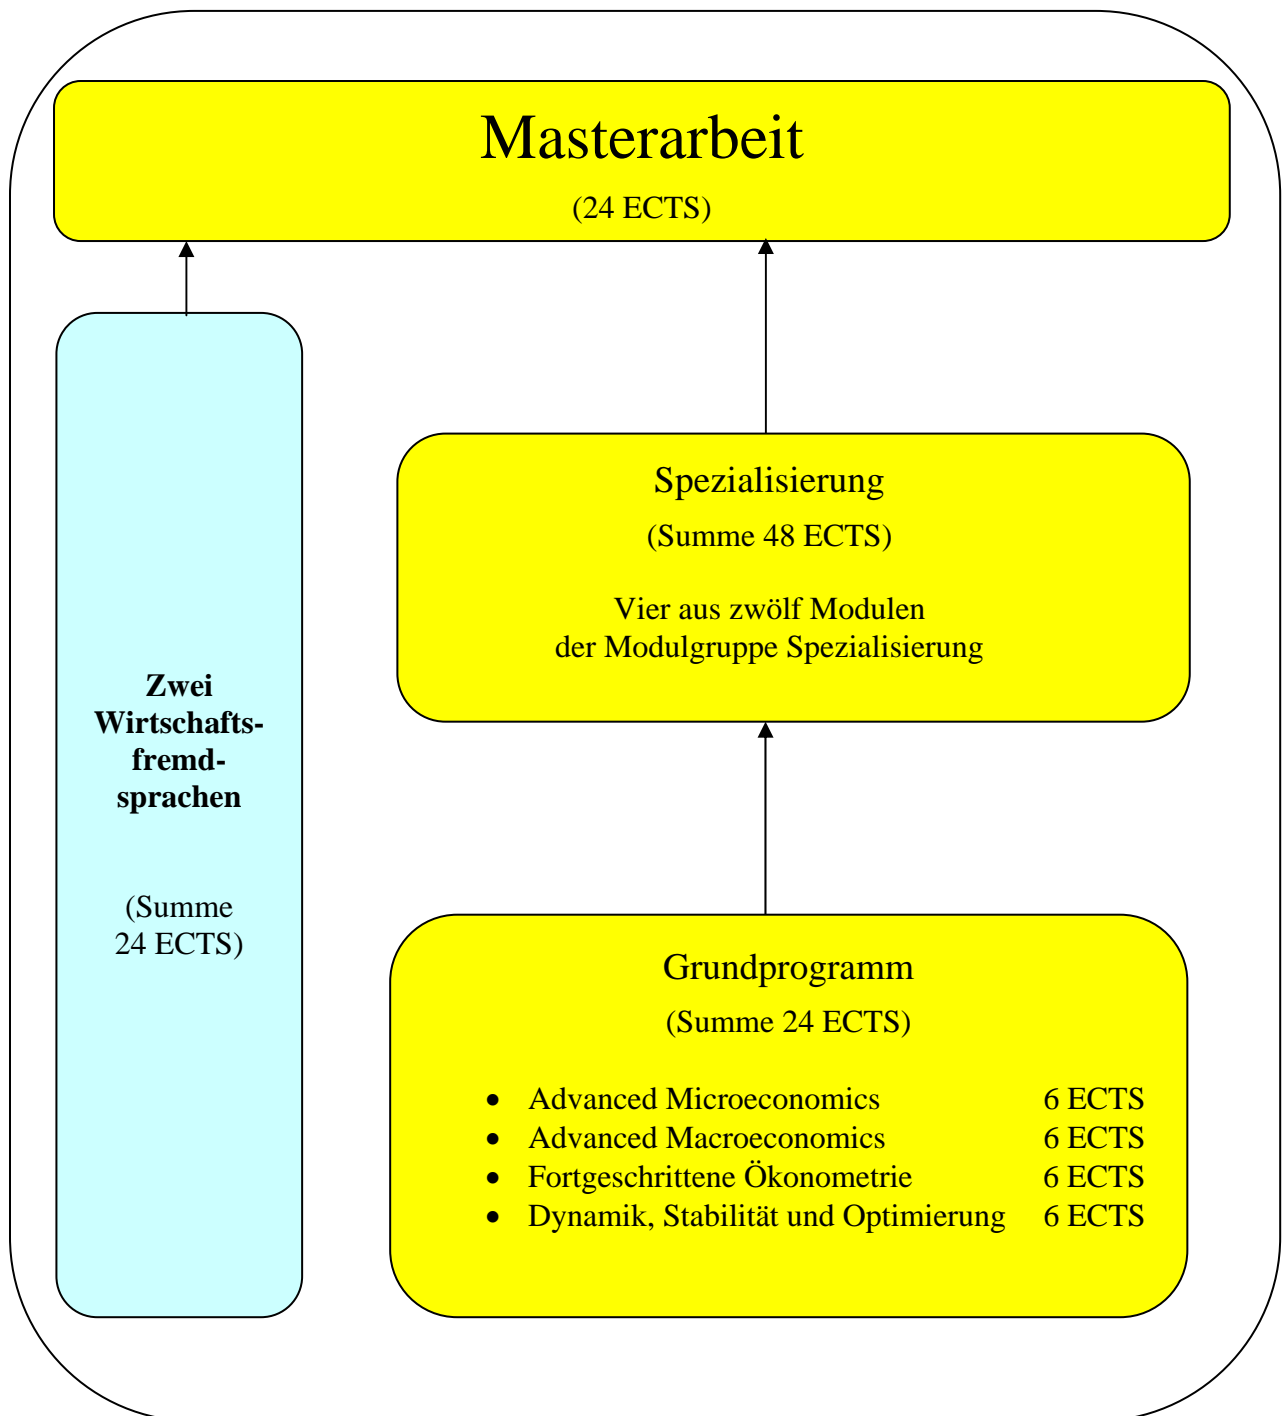 Masterarbeit
(24 ECTS)
Zwei
Wirtschafts-
fremd-
sprachen
(Summe
24 ECTS)
Spezialisierung
(Summe 48 ECTS)
Vier aus zwölf Modulen
der Modulgruppe Spezialisierung
Grundprogramm
(Summe 24 ECTS)
• Advanced Microeconomics 6 ECTS
• Advanced Macroeconomics 6 ECTS
• Fortgeschrittene Ökonometrie 6 ECTS
• Dynamik, Stabilität und Optimierung 6 ECTS